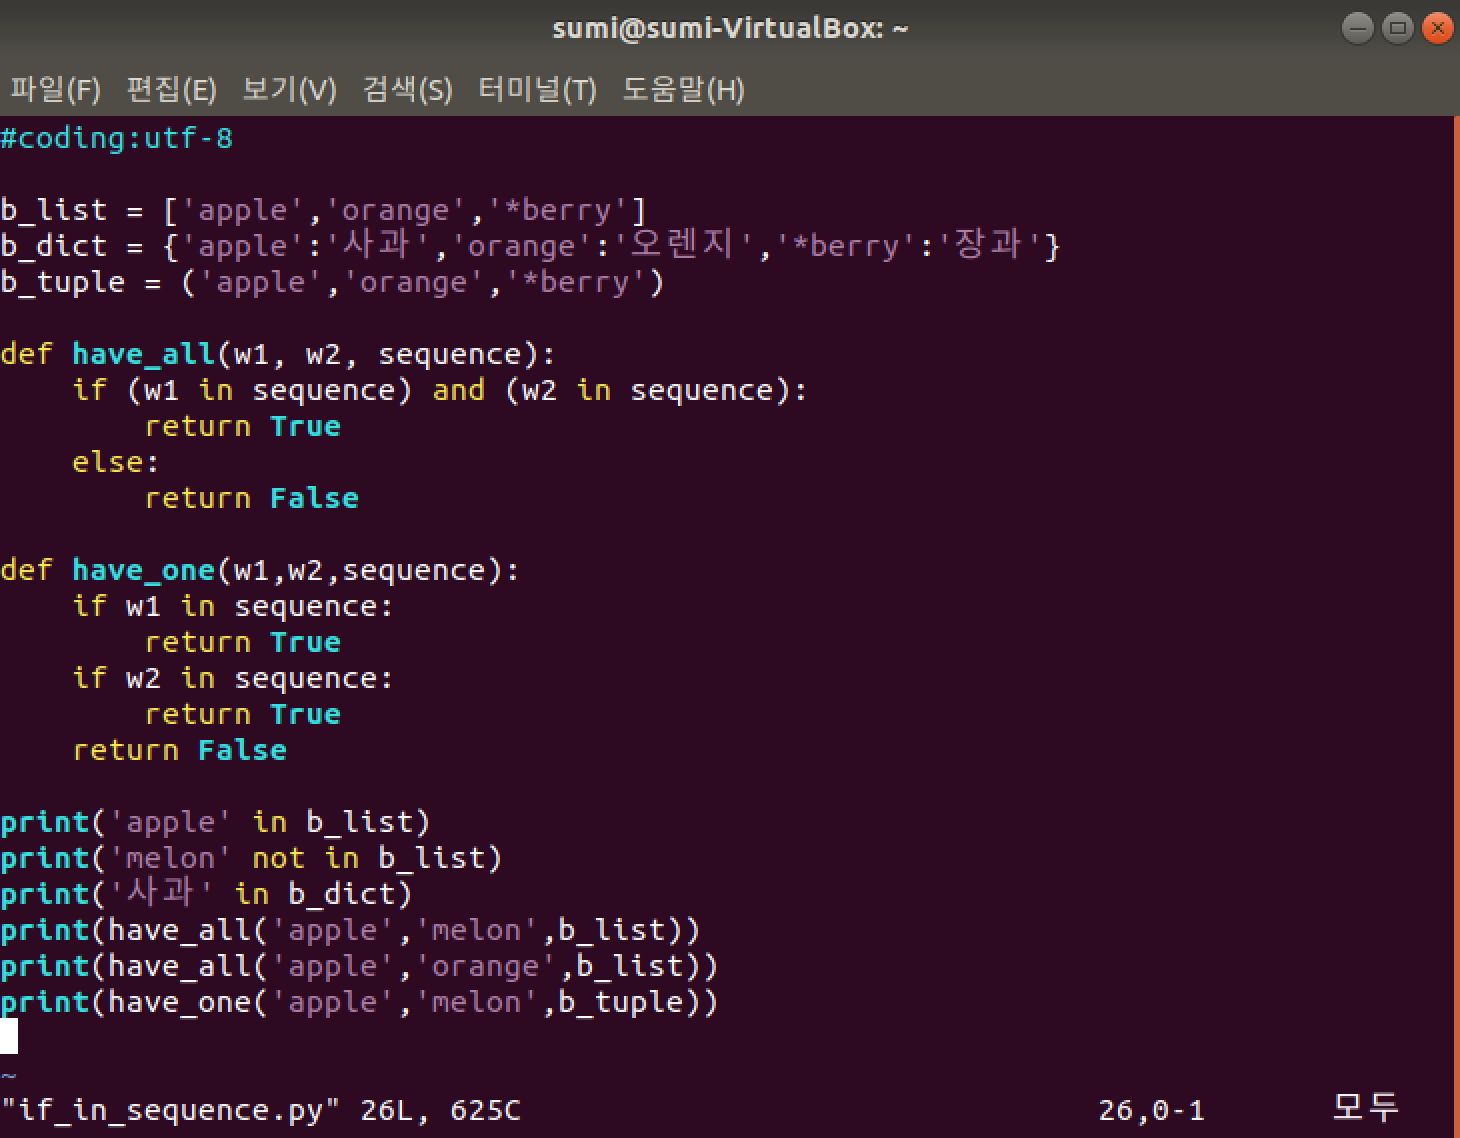 sumi@sumi-VirtualBox: ~
파일(F) 편집(E) 보기(V) 검색(S) 터미널(T) 도움말(H)
#coding:utf-8
b_list = ['apple','orange','*berry']
b_dict = {'apple':'사과','orange':'오렌지','*berry':'장과'}
b_tuple = ('apple','orange','*berry')
def have_all(w1, w2, sequence):
    if (w1 in sequence) and (w2 in sequence):
        return True
    else:
        return False
def have_one(w1,w2,sequence):
    if w1 in sequence:
        return True
    if w2 in sequence:
        return True
    return False
print('apple' in b_list)
print('melon' not in b_list)
print('사과' in b_dict)
print(have_all('apple','melon',b_list))
print(have_all('apple','orange',b_list))
print(have_one('apple','melon',b_tuple))
~
"if_in_sequence.py" 26L, 625C 26,0-1 모두